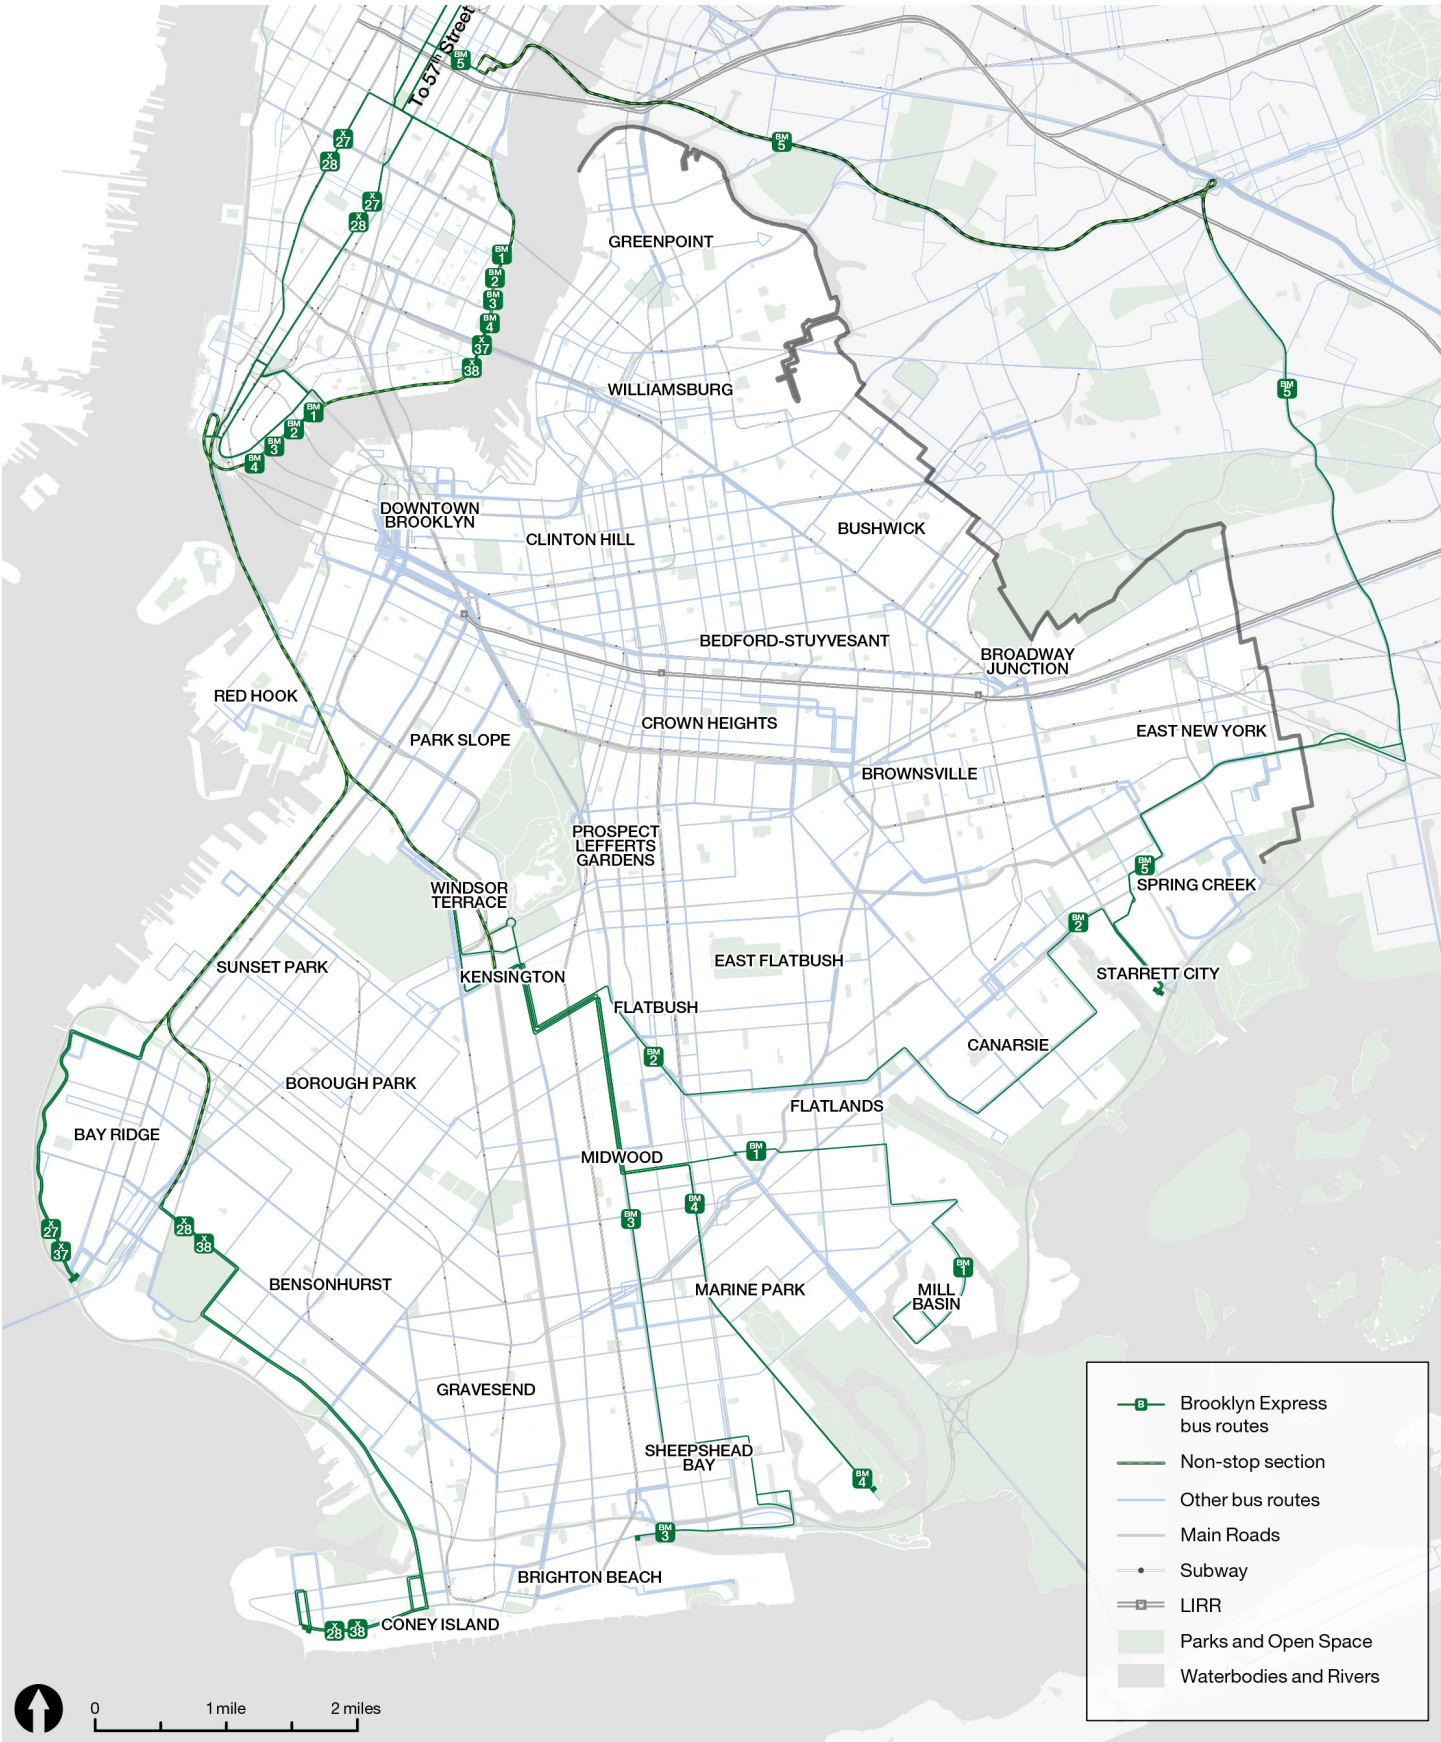 To 57th Street
BM
5
X
27
X
28
BM
5
X
27
X
28
GREENPOINT
BM
1
BM
2
BM
3
BM
4
X
37
X
38
BM
5
WILLIAMSBURG
BM
1
BM
2
BM
3
BM
4
DOWNTOWN
BROOKLYN
CLINTON HILL
BUSHWICK
BEDFORD-STUYVESANT
BROADWAY
JUNCTION
RED HOOK
CROWN HEIGHTS
EAST NEW YORK
PARK SLOPE
BROWNSVILLE
PROSPECT
LEFFERTS
GARDENS
BM
5
SPRING CREEK
WINDSOR
TERRACE
BM
2
SUNSET PARK
KENSINGTON
EAST FLATBUSH
STARRETT CITY
FLATBUSH
CANARSIE
BM
2
BOROUGH PARK
FLATLANDS
BAY RIDGE
MIDWOOD
BM
1
BM
4
BM
3
X
27
X
37
X
28
X
38
BENSONHURST
MARINE PARK
BM
1
MILL
BASIN
GRAVESEND
SHEEPSHEAD
BAY
BM
4
BM
3
BRIGHTON BEACH
X
28
X
38
CONEY ISLAND
B
Brooklyn Express
bus routes
Non-stop section
Other bus routes
Main Roads
Subway
LIRR
Parks and Open Space
Waterbodies and Rivers
0 1 mile 2 miles